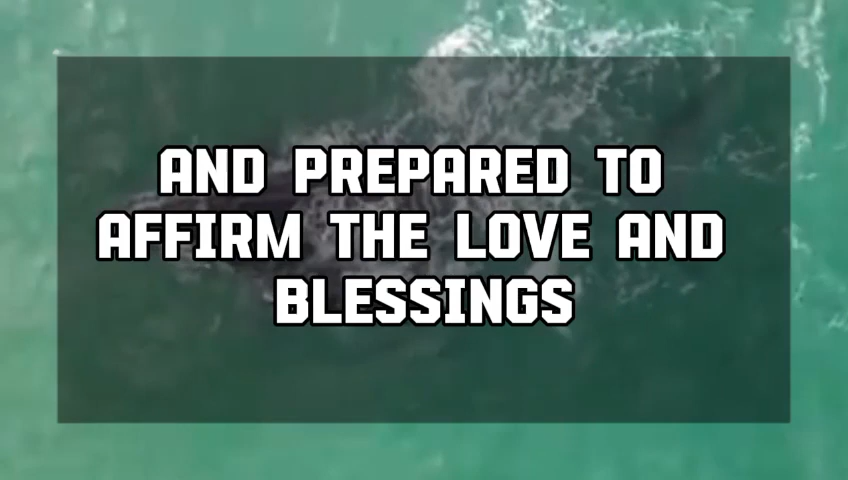 AND PREPARED TO
AFFIRM THE LOVE AND
BLESSINGS